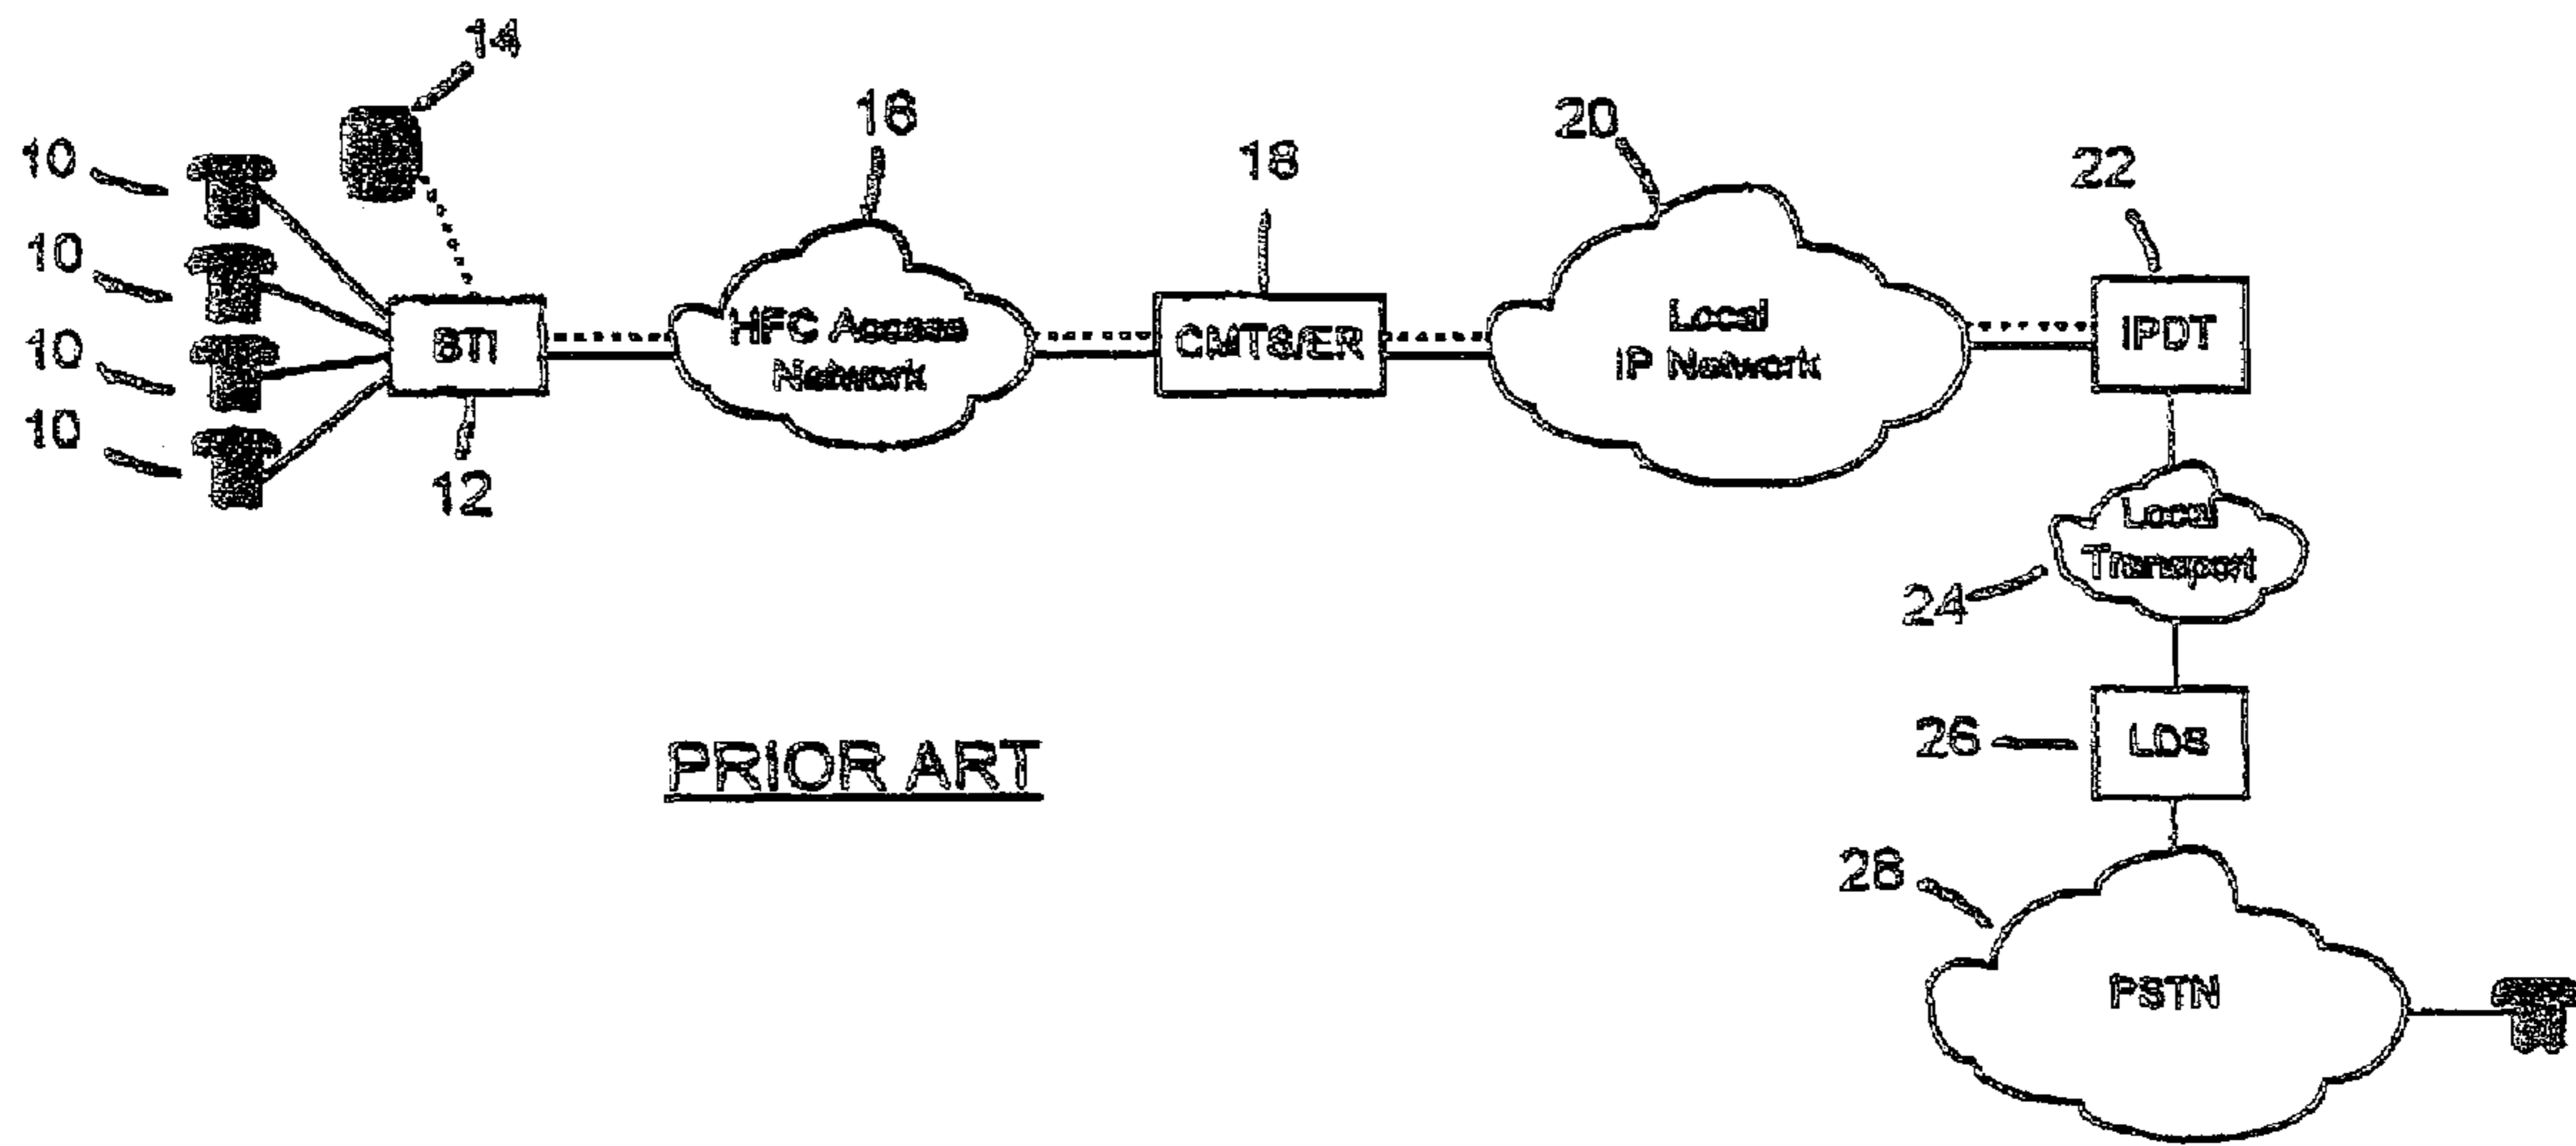 14
10
10
10
10
BTI
12
16
HFC Access
Network
18
CMTS/ER
20
Local
IP Network
22
IPDT
Local
Transport
24
26
LDS
28
PSTN
PRIOR ART